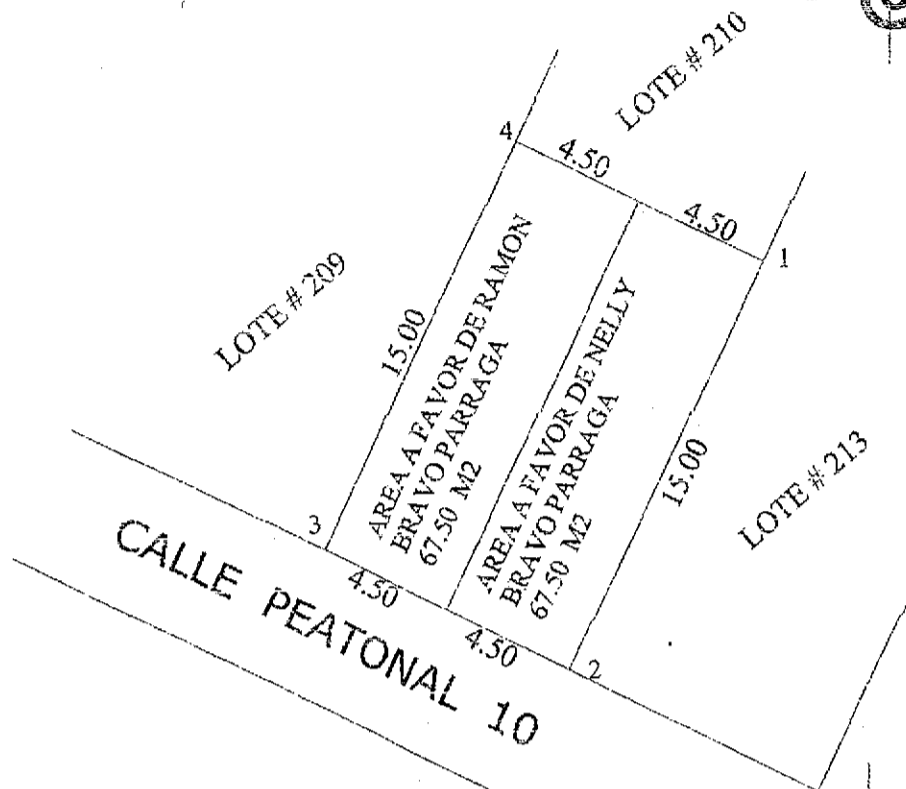 LOTE # 210
4
4.50
4.50
1
LOTE # 209
15.00
AREA A FAVOR DE RAMON
BRAVO PARRAGA
67.50 M2
AREA A FAVOR DE NELLY
BRAVO PARRAGA
67.50 M2
15.00
LOTE # 213
3
4.50
4.50
2
CALLE PEATONAL 10